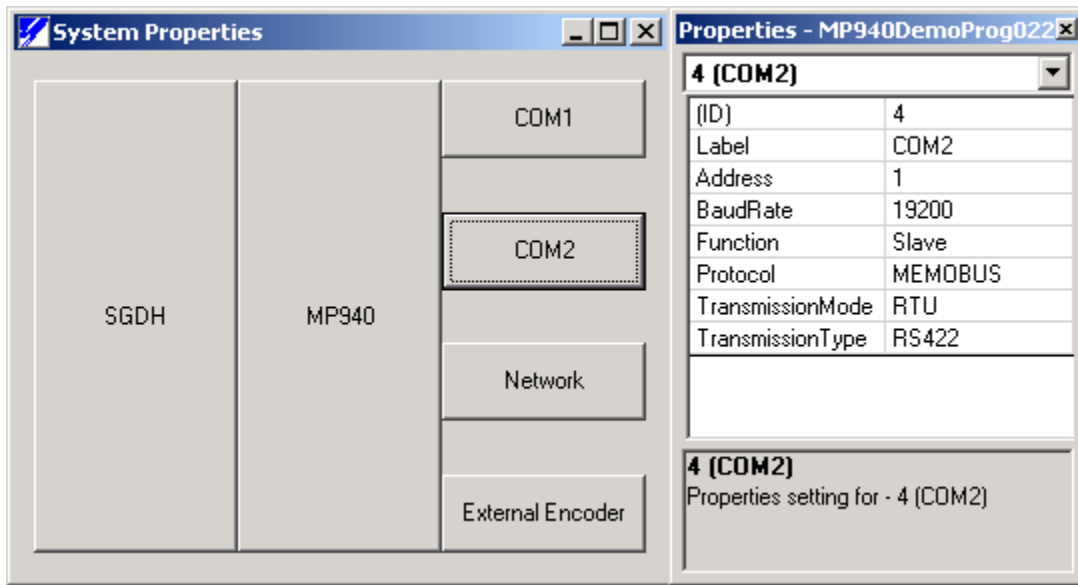 System Properties
SGDH
MP940
COM1
COM2
Network
External Encoder
Properties - MP940DemoProg022
4 (COM2)
(ID) 4
Label COM2
Address 1
BaudRate 19200
Function Slave
Protocol MEMOBUS
TransmissionMode RTU
TransmissionType RS422
4 (COM2)
Properties setting for - 4 (COM2)